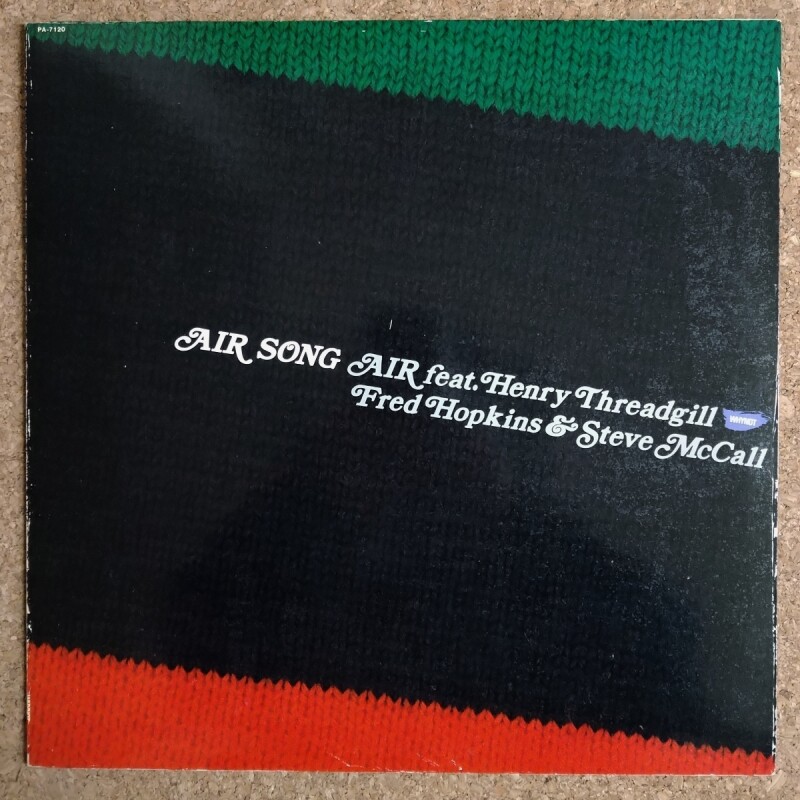 PA-7120
AIR SONG AIR feat. Henry Threadgill WHYNOT
Fred Hopkins & Steve McCall